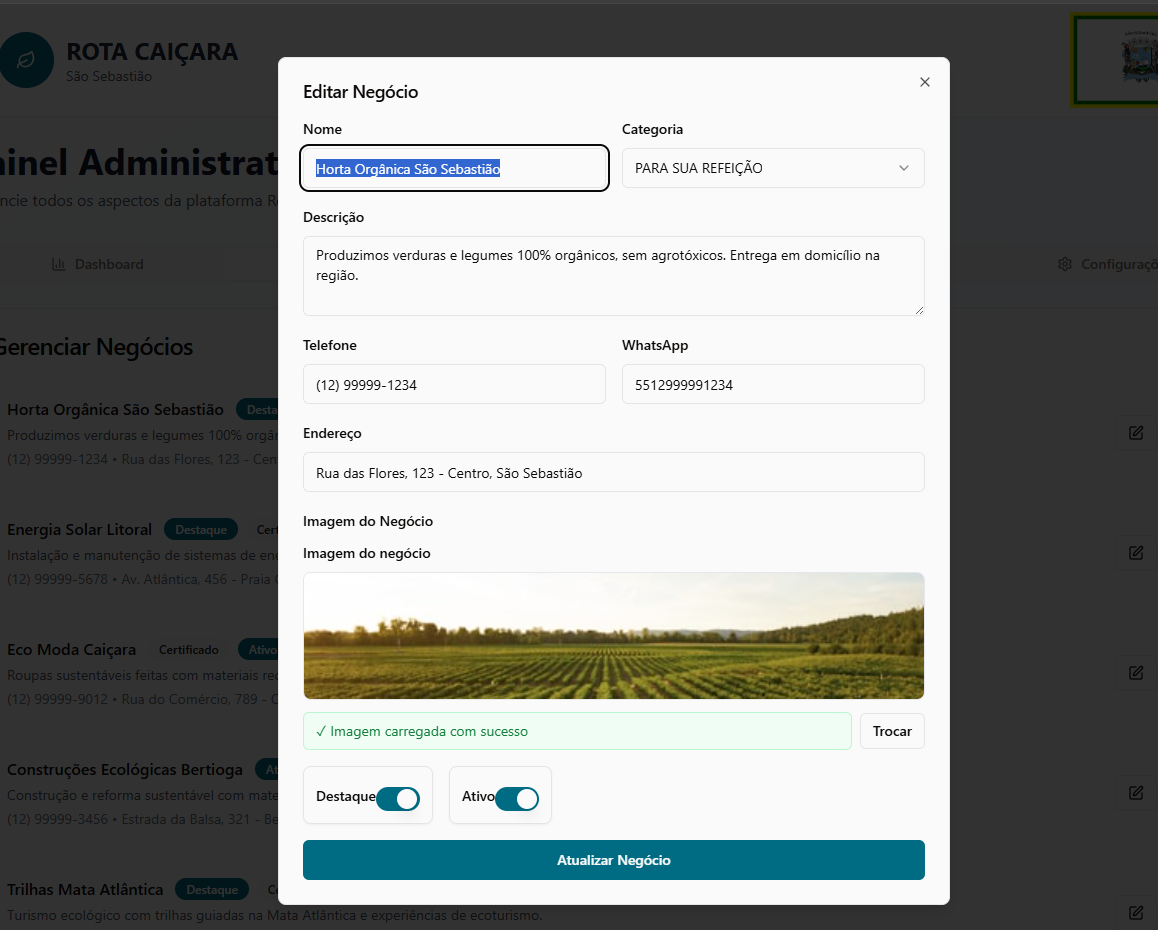 ROTA CAIÇARA
São Sebastião
Painel Administrat
ncie todos os aspectos da plataforma R
Dashboard
Configuraçõ
Gerenciar Negócios
Horta Orgânica São Sebastião Desta
Produzimos verduras e legumes 100% orgân
(12) 99999-1234 • Rua das Flores, 123 - Cen
Energia Solar Litoral Destaque Cert
Instalação e manutenção de sistemas de ene
(12) 99999-5678 • Av. Atlântica, 456 - Praia
Eco Moda Caiçara Certificado Ativo
Roupas sustentáveis feitas com materiais rec
(12) 99999-9012 • Rua do Comércio, 789 - C
Construções Ecológicas Bertioga At
Construção e reforma sustentável com mate
(12) 99999-3456 • Estrada da Balsa, 321 - Be
Trilhas Mata Atlântica Destaque Ce
Turismo ecológico com trilhas guiadas na Mata Atlântica e experiências de ecoturismo.
Editar Negócio
Nome
Horta Orgânica São Sebastião
Categoria
PARA SUA REFEIÇÃO
Descrição
Produzimos verduras e legumes 100% orgânicos, sem agrotóxicos. Entrega em domicílio na
região.
Telefone
(12) 99999-1234
WhatsApp
5512999991234
Endereço
Rua das Flores, 123 - Centro, São Sebastião
Imagem do Negócio
Imagem do negócio
✓ Imagem carregada com sucesso
Trocar
Destaque
Ativo
Atualizar Negócio